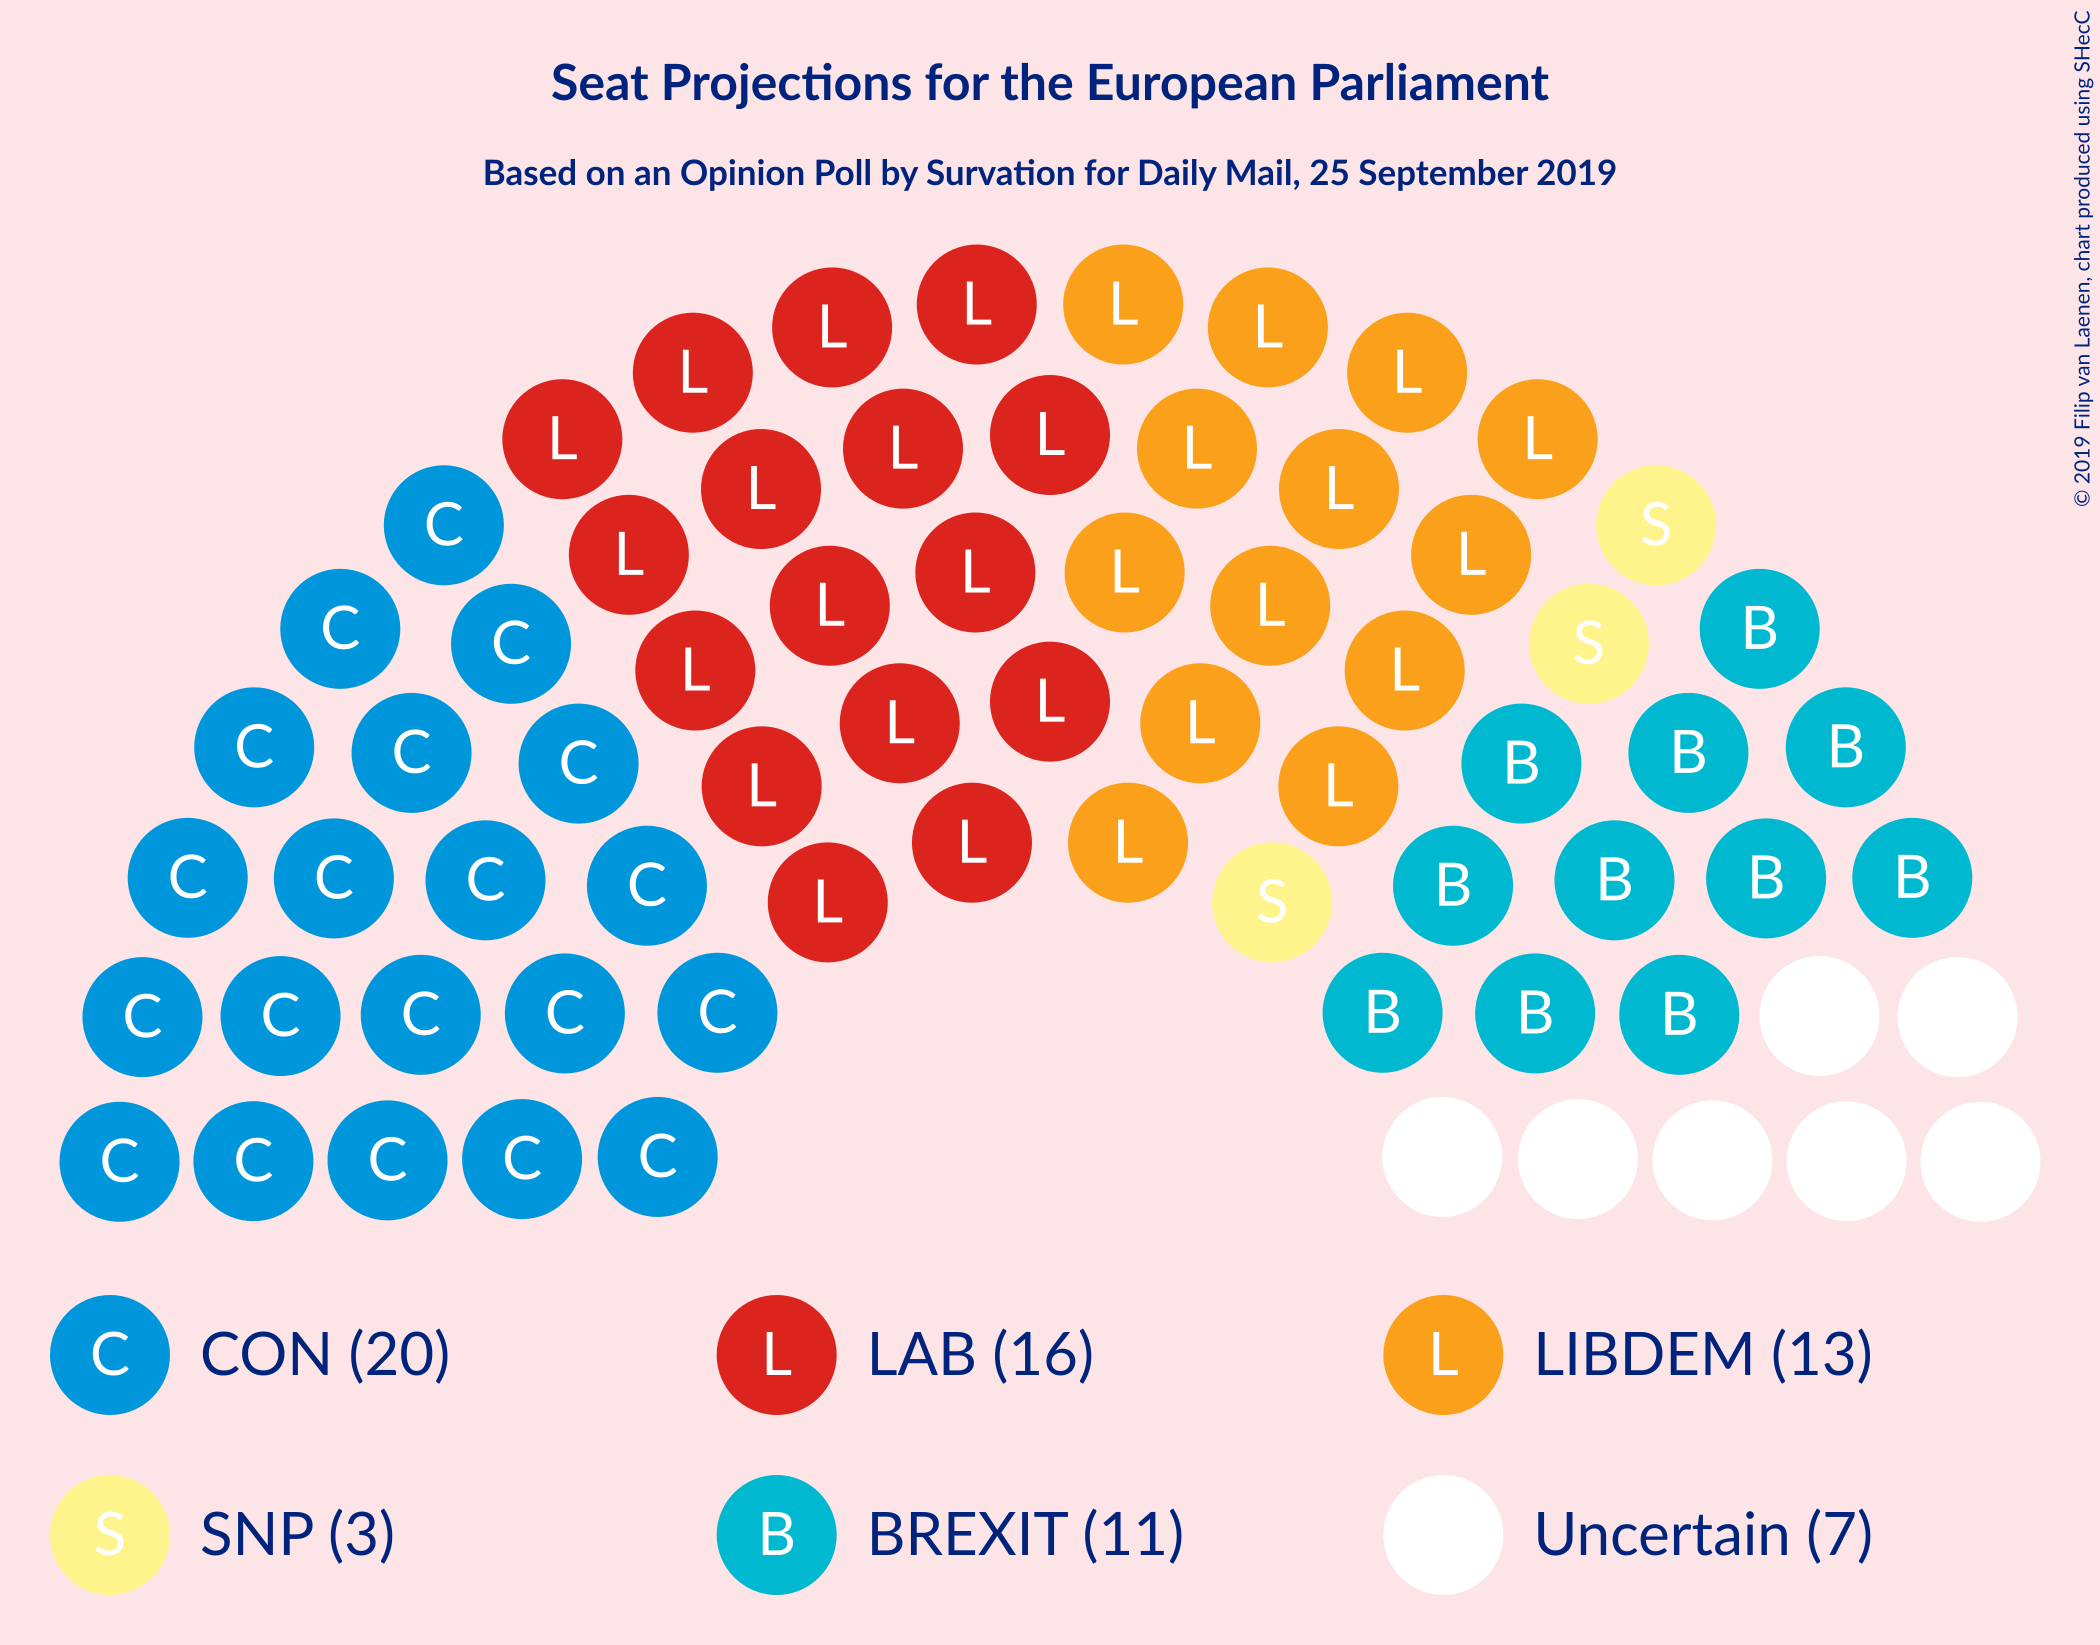 Seat Projections for the European Parliament
Based on an Opinion Poll by Survation for Daily Mail, 25 September 2019
© 2019 Filip van Laenen, chart produced using SHecC
L L L L
L L L L
L L L L L
C L L S
L L L L
C C L L S B
L L
C C C L L B B B
L L
C C C C L L B B B B
L S
C C C C C B B B
C C C C C
C CON (20) L LAB (16) L LIBDEM (13)
S SNP (3) B BREXIT (11) Uncertain (7)